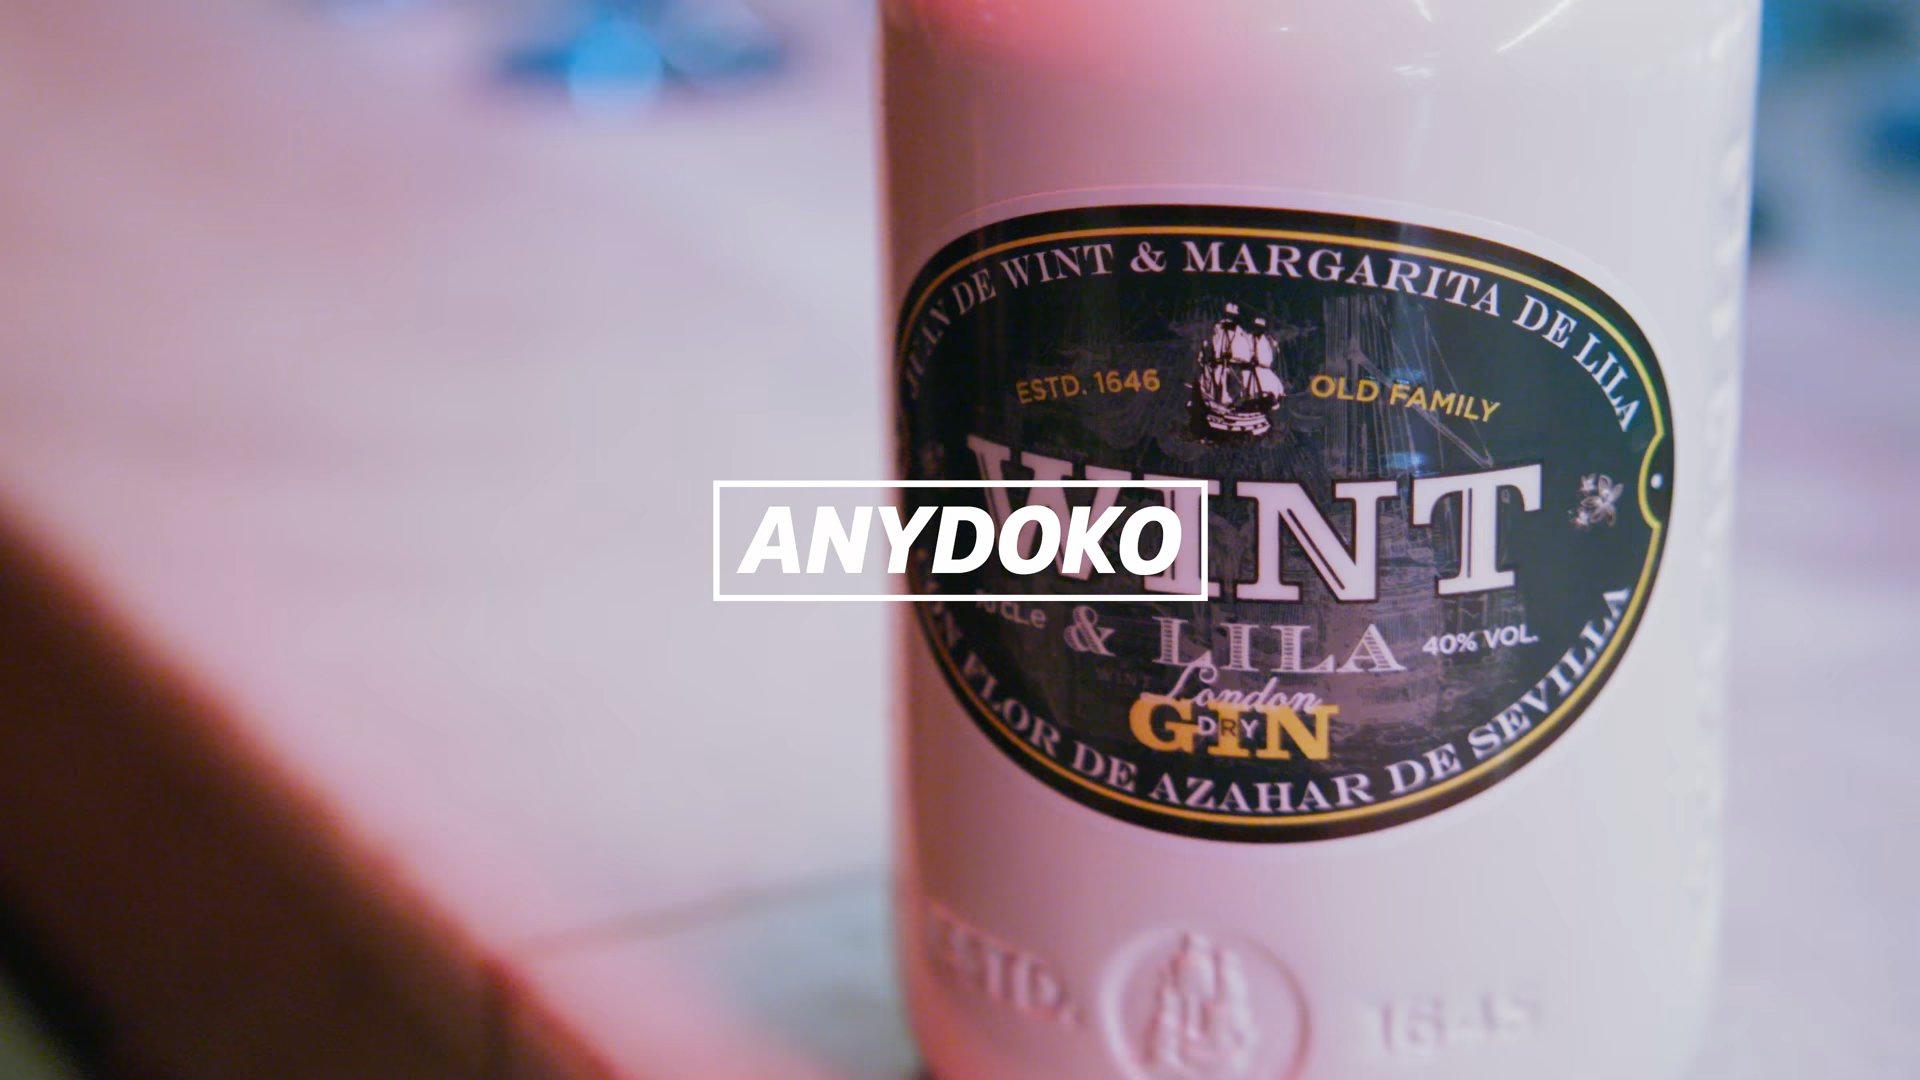 JUAN DE WINT & MARGARITA DE LILA
ESTD. 1646
OLD FAMILY
WINT
ANYDOKO
& LILA
40% VOL.
London
DRY
GIN
FLOR DE AZAHAR DE SEVILLA
ESTD.